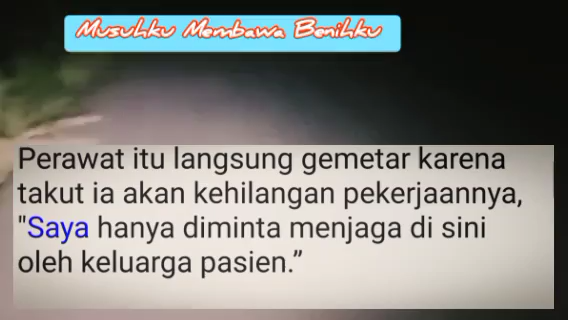 Musuhku Membawa Benihku
Perawat itu langsung gemetar karena
takut ia akan kehilangan pekerjaannya,
"Saya hanya diminta menjaga di sini
oleh keluarga pasien.”